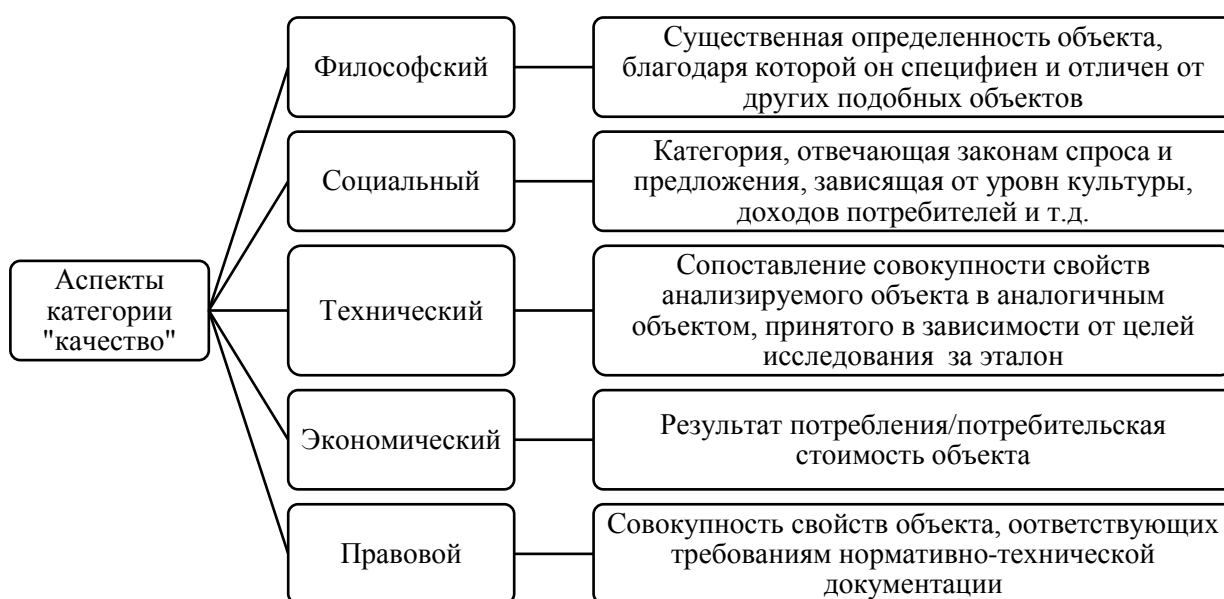 Аспекты
категории
"качество"
Философский
Существенная определенность объекта,
благодаря которой он специфиен и отличен от
других подобных объектов
Социальный
Категория, отвечающая законам спроса и
предложения, зависящая от уровн культуры,
доходов потребителей и т.д.
Технический
Сопоставление совокупности свойств
анализируемого объекта в аналогичным
объектом, принятого в зависимости от целей
исследования за эталон
Экономический
Результат потребления/потребительская
стоимость объекта
Правовой
Совокупность свойств объекта, оответствующих
требованиям нормативно-технической
документации